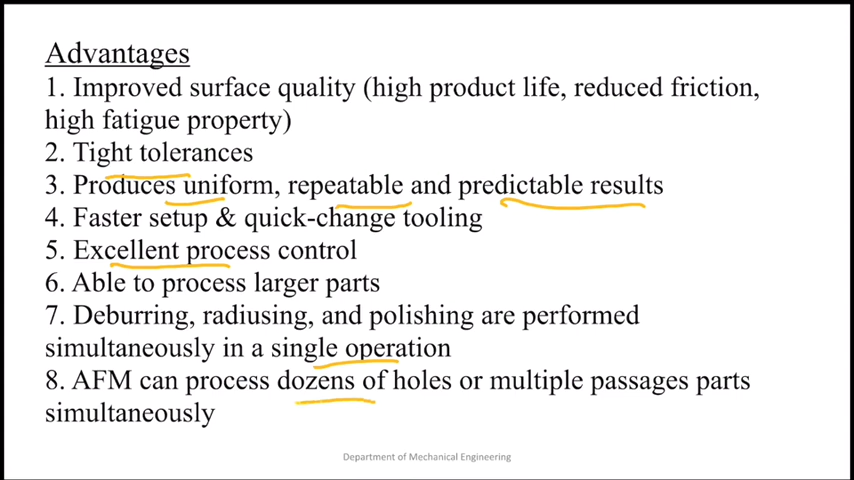 Advantages
1. Improved surface quality (high product life, reduced friction,
high fatigue property)
2. Tight tolerances
3. Produces uniform, repeatable and predictable results
4. Faster setup & quick-change tooling
5. Excellent process control
6. Able to process larger parts
7. Deburring, radiusing, and polishing are performed
simultaneously in a single operation
8. AFM can process dozens of holes or multiple passages parts
simultaneously
Department of Mechanical Engineering